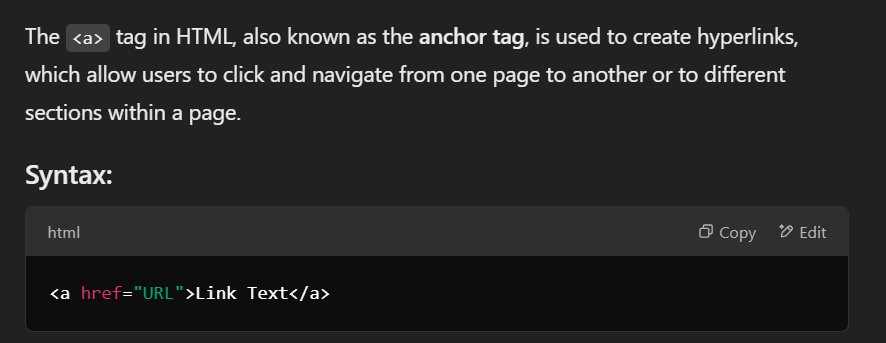 The <a> tag in HTML, also known as the anchor tag, is used to create hyperlinks,
which allow users to click and navigate from one page to another or to different
sections within a page.
Syntax:
html Copy Edit
<a href="URL">Link Text</a>